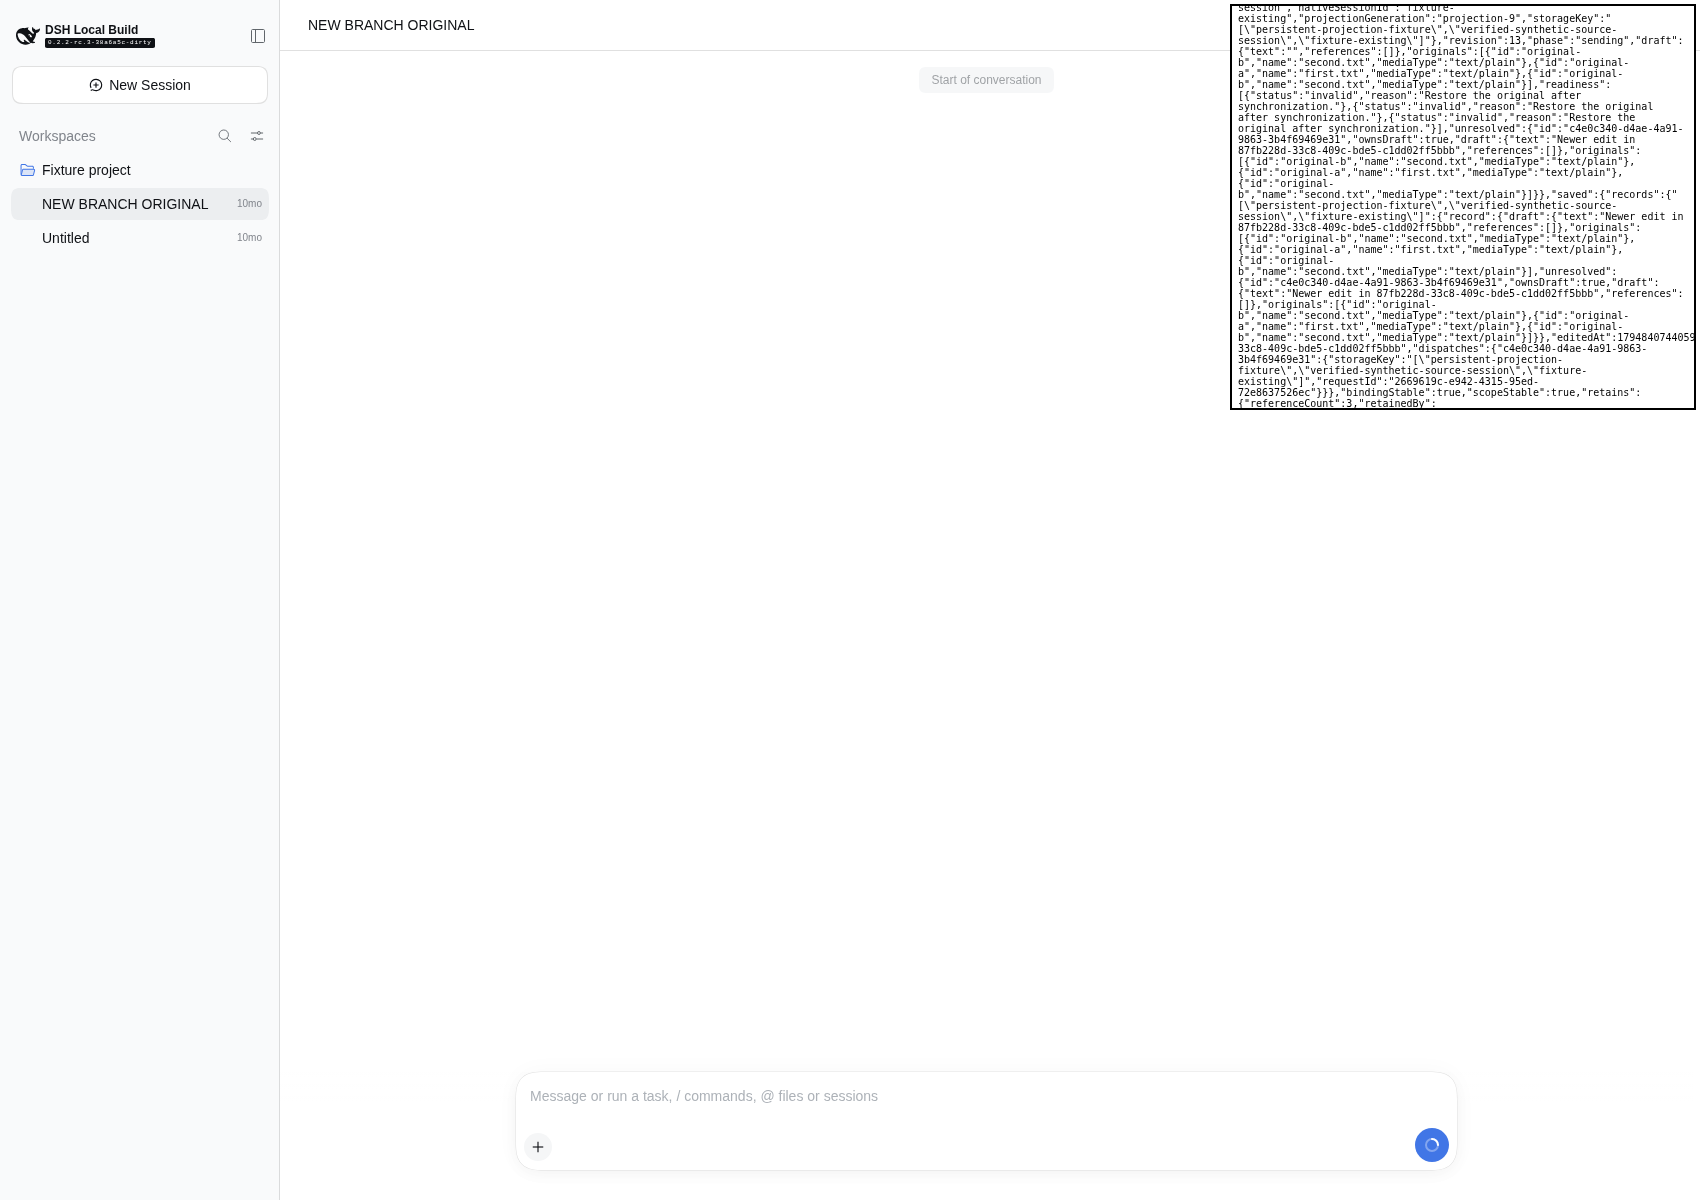 DSH Local Build
0.2.2-rc.3-38a6a5c-dirty
New Session
Workspaces
Fixture project
NEW BRANCH ORIGINAL
10mo
Untitled
10mo
NEW BRANCH ORIGINAL
Start of conversation
session","nativeSessionId":"fixture-
existing","projectionGeneration":"projection-9","storageKey":"
[\"persistent-projection-fixture\",\"verified-synthetic-source-
session\",\"fixture-existing\"]"},"revision":13,"phase":"sending","draft":
{"text":"","references":[]},"originals":[{"id":"original-
b","name":"second.txt","mediaType":"text/plain"},{"id":"original-
a","name":"first.txt","mediaType":"text/plain"},{"id":"original-
b","name":"second.txt","mediaType":"text/plain"}],"readiness":
[{"status":"invalid","reason":"Restore the original after
synchronization."},{"status":"invalid","reason":"Restore the original
after synchronization."},{"status":"invalid","reason":"Restore the
original after synchronization."}],"unresolved":{"id":"c4e0c340-d4ae-4a91-
9863-3b4f69469e31","ownsDraft":true,"draft":{"text":"Newer edit in
87fb228d-33c8-409c-bde5-c1dd02ff5bbb","references":[]},"originals":
[{"id":"original-b","name":"second.txt","mediaType":"text/plain"},
{"id":"original-a","name":"first.txt","mediaType":"text/plain"},
{"id":"original-
b","name":"second.txt","mediaType":"text/plain"}]}},"saved":{"records":{"
[\"persistent-projection-fixture\",\"verified-synthetic-source-
session\",\"fixture-existing\"]":{"record":{"draft":{"text":"Newer edit in
87fb228d-33c8-409c-bde5-c1dd02ff5bbb","references":[]},"originals":
[{"id":"original-b","name":"second.txt","mediaType":"text/plain"},
{"id":"original-a","name":"first.txt","mediaType":"text/plain"},
{"id":"original-
b","name":"second.txt","mediaType":"text/plain"}],"unresolved":
{"id":"c4e0c340-d4ae-4a91-9863-3b4f69469e31","ownsDraft":true,"draft":
{"text":"Newer edit in 87fb228d-33c8-409c-bde5-c1dd02ff5bbb","references":
[]},"originals":[{"id":"original-
b","name":"second.txt","mediaType":"text/plain"},{"id":"original-
a","name":"first.txt","mediaType":"text/plain"},{"id":"original-
b","name":"second.txt","mediaType":"text/plain"}]}},"editedAt":1794840744059
33c8-409c-bde5-c1dd02ff5bbb","dispatches":{"c4e0c340-d4ae-4a91-9863-
3b4f69469e31":{"storageKey":"[\"persistent-projection-
fixture\",\"verified-synthetic-source-session\",\"fixture-
existing\"]","requestId":"2669619c-e942-4315-95ed-
72e8637526ec"}}},"bindingStable":true,"scopeStable":true,"retains":
{"referenceCount":3,"retainedBy":
Message or run a task, / commands, @ files or sessions